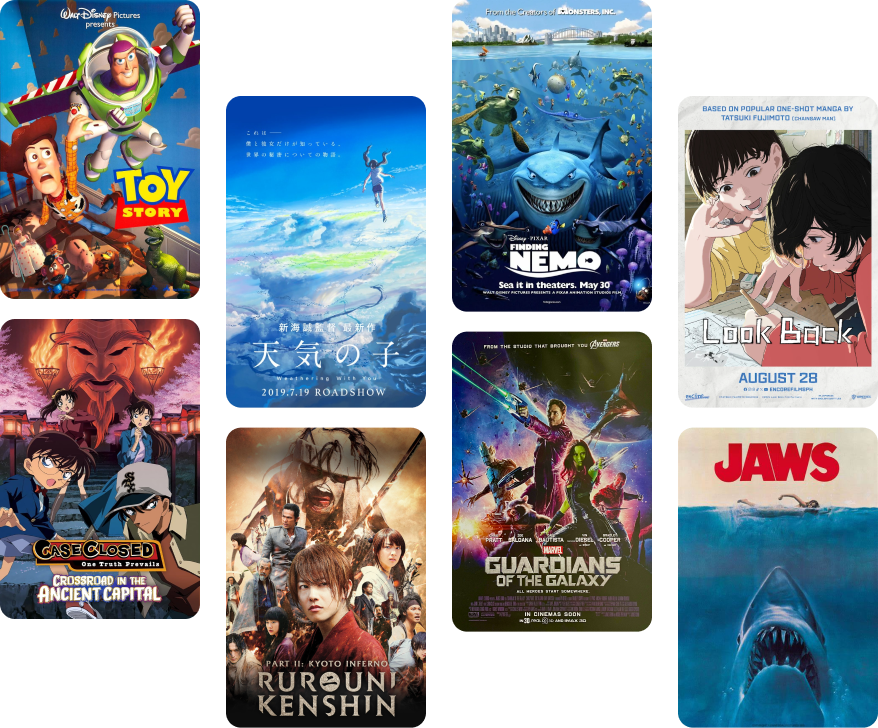 WALT DISNEY PICTURES
presents
TOY
STORY
CASE CLOSED
One Truth Prevails
CROSSROAD IN THE
ANCIENT CAPITAL
これは──
僕と彼女だけが知っている、
世界の秘密についての物語。
新海誠監督 最新作
天気の子
Weathering With You
2019.7.19 ROADSHOW
PART II: KYOTO INFERNO
RUROUNI
KENSHIN
From the Creators of MONSTERS, INC.
Disney · PIXAR
FINDING
NEMO
Sea it in theaters. May 30
WALT DISNEY PICTURES PRESENTS A PIXAR ANIMATION STUDIOS FILM
FROM THE STUDIO THAT BROUGHT YOU AVENGERS
PRATT SALDANA BAUTISTA DIESEL COOPER
MARVEL
GUARDIANS
OF THE GALAXY
ALL HEROES START SOMEWHERE.
IN CINEMAS SOON
IN 3D AND IMAX 3D
BASED ON POPULAR ONE-SHOT MANGA BY
TATSUKI FUJIMOTO (CHAINSAW MAN)
Look Back
AUGUST 28
ENCOREFILMSPH
JAWS